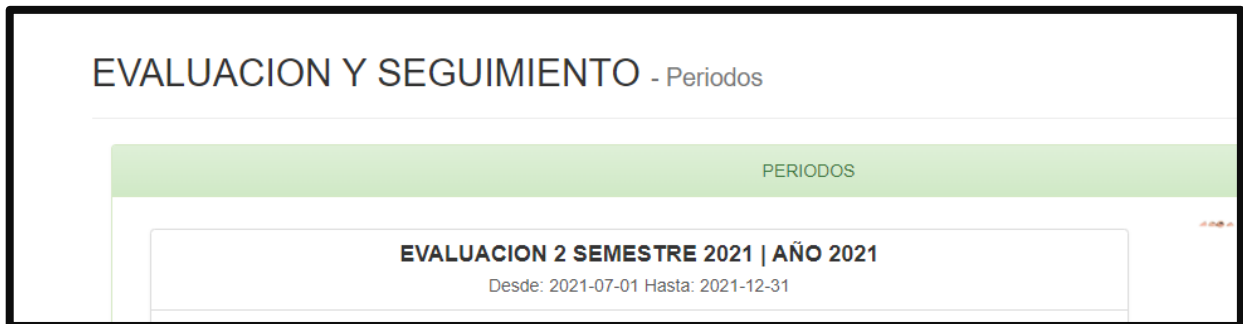 EVALUACION Y SEGUIMIENTO - Periodos
PERIODOS
EVALUACION 2 SEMESTRE 2021 | AÑO 2021
Desde: 2021-07-01 Hasta: 2021-12-31